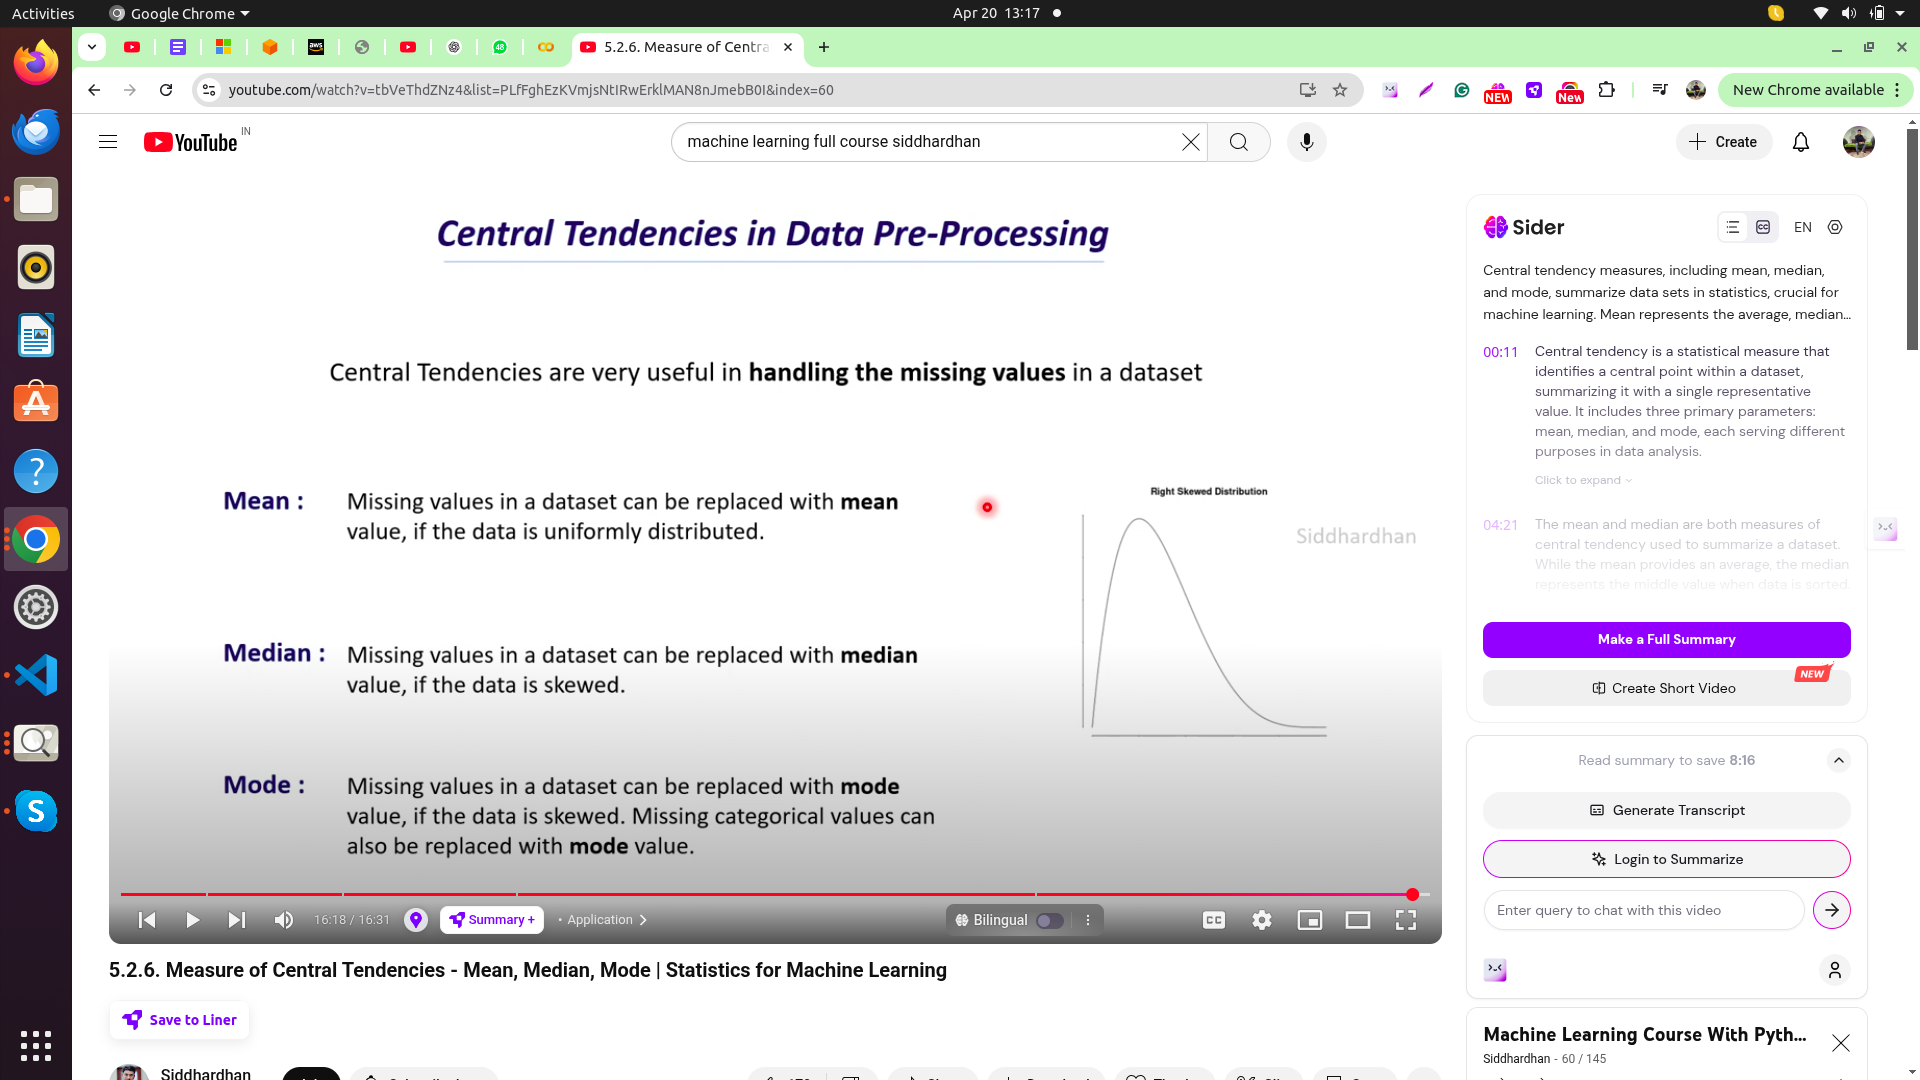 Activities
Google Chrome
Apr 20 13:17
48
5.2.6. Measure of Centra
youtube.com/watch?v=tbVeThdZNz4&list=PLfFghEzKVmjsNtIRwErklMAN8nJmebB0I&index=60
NEW
New
New Chrome available
YouTube
IN
machine learning full course siddhardhan
Create
Central Tendencies in Data Pre-Processing
Central Tendencies are very useful in handling the missing values in a dataset
Mean :
Missing values in a dataset can be replaced with mean
value, if the data is uniformly distributed.
Right Skewed Distribution
Siddhardhan
Median :
Missing values in a dataset can be replaced with median
value, if the data is skewed.
Mode :
Missing values in a dataset can be replaced with mode
value, if the data is skewed. Missing categorical values can
also be replaced with mode value.
16:18 / 16:31
Summary +
• Application
Bilingual
CC
5.2.6. Measure of Central Tendencies - Mean, Median, Mode | Statistics for Machine Learning
Save to Liner
Siddhardhan
Sider
CC
EN
Central tendency measures, including mean, median,
and mode, summarize data sets in statistics, crucial for
machine learning. Mean represents the average, median...
00:11
Central tendency is a statistical measure that
identifies a central point within a dataset,
summarizing it with a single representative
value. It includes three primary parameters:
mean, median, and mode, each serving different
purposes in data analysis.
Click to expand
04:21
The mean and median are both measures of
central tendency used to summarize a dataset.
While the mean provides an average, the median
represents the middle value when data is sorted.
Make a Full Summary
NEW
Create Short Video
Read summary to save 8:16
Generate Transcript
Login to Summarize
Enter query to chat with this video
Machine Learning Course With Pyth...
Siddhardhan - 60 / 145